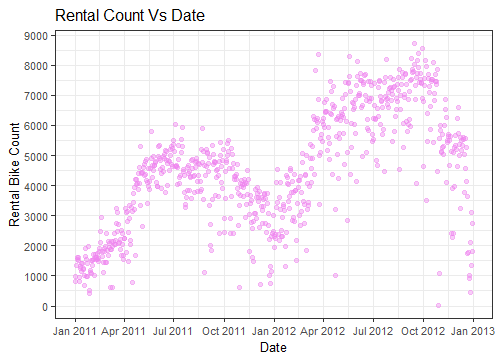 Rental Count Vs Date
Rental Bike Count
9000
8000
7000
6000
5000
4000
3000
2000
1000
0
Jan 2011 Apr 2011 Jul 2011 Oct 2011 Jan 2012 Apr 2012 Jul 2012 Oct 2012 Jan 2013
Date